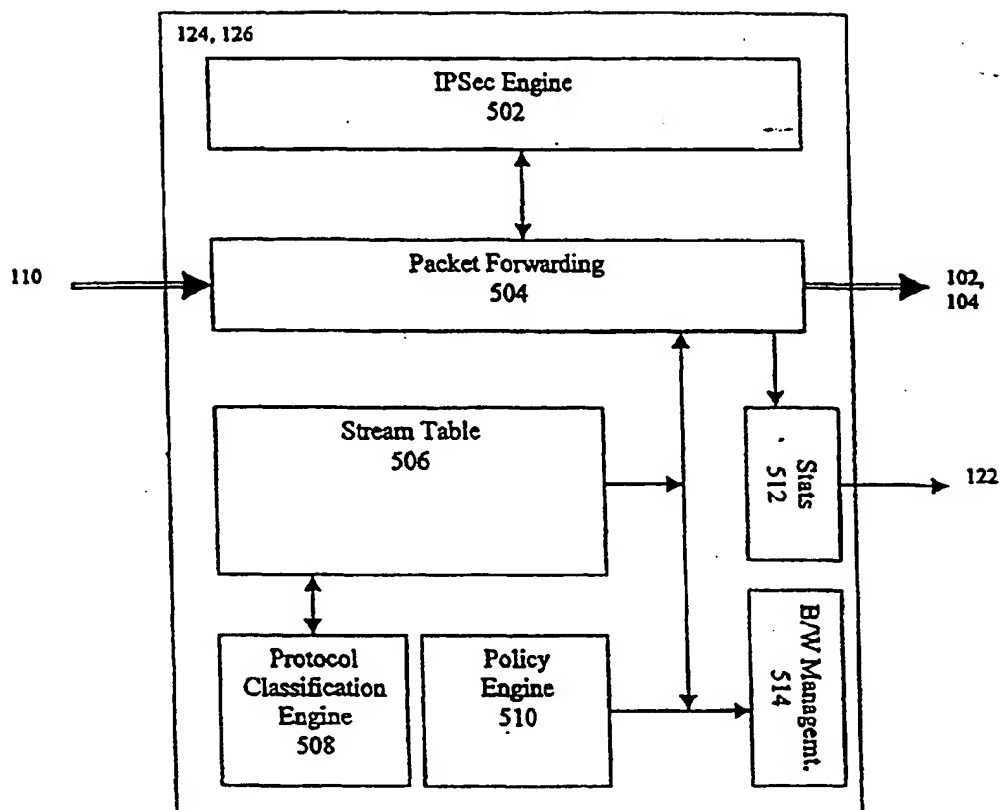 124, 126
IPSec Engine
502
Packet Forwarding
504
110
102,
104
Stream Table
506
Stats
512
122
Protocol
Classification
Engine
508
Policy
Engine
510
B/W Managemt.
514